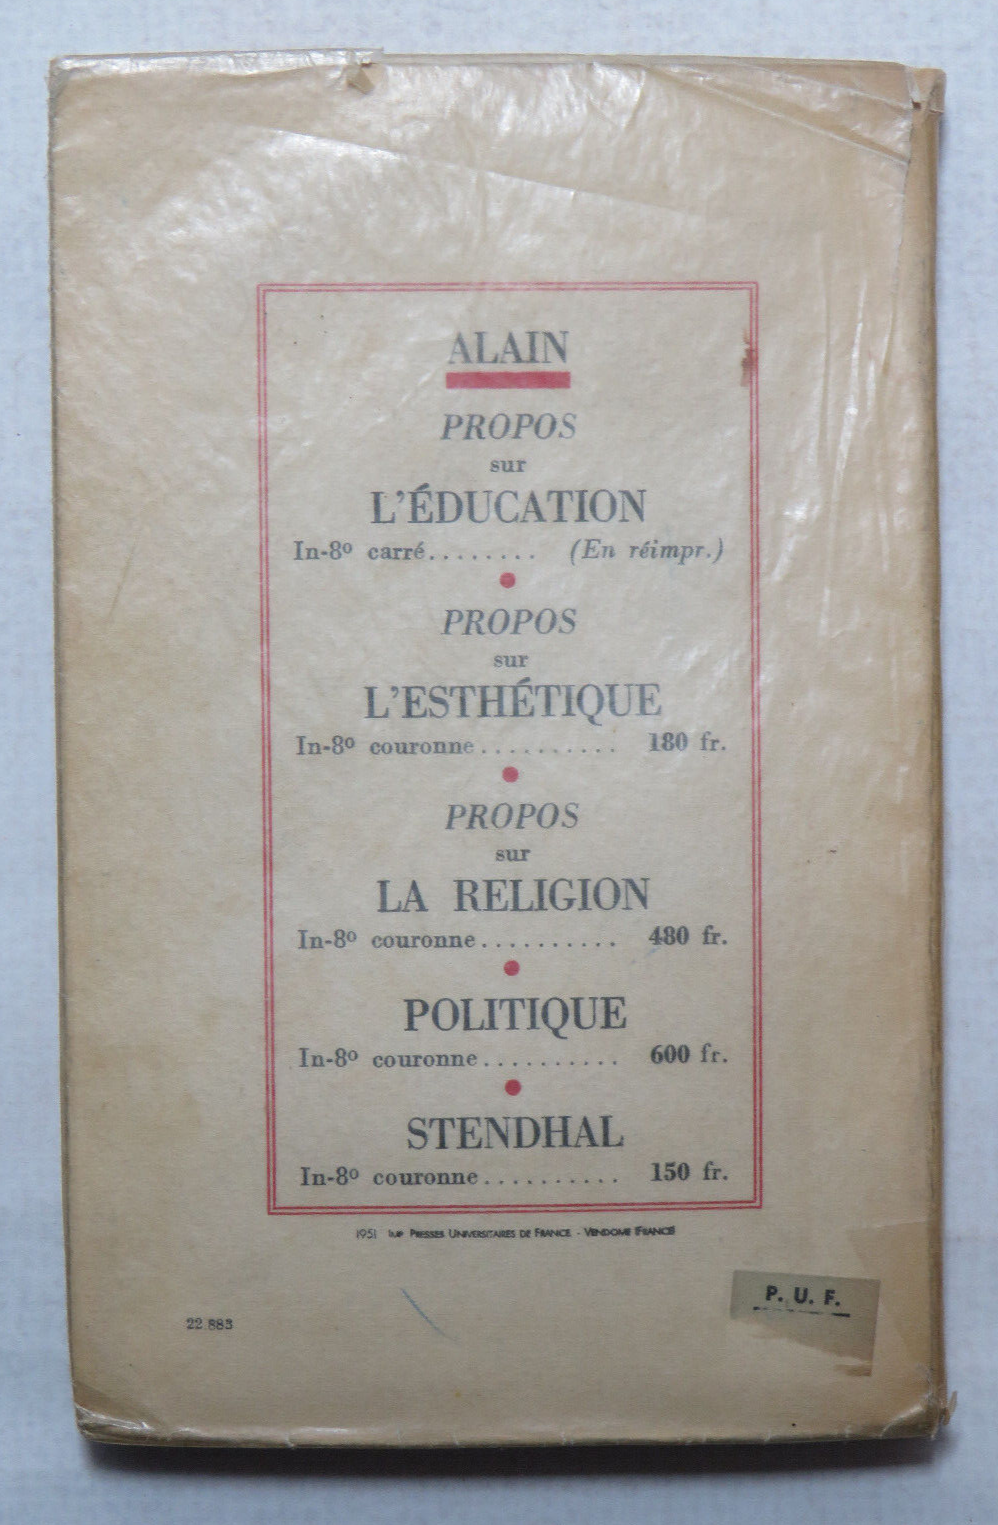 ALAIN
PROPOS
sur
L'ÉDUCATION
In-8º carré........ (En réimpr.)
PROPOS
sur
L'ESTHÉTIQUE
In-8º couronne.......... 180 fr.
PROPOS
sur
LA RELIGION
In-8º couronne.......... 480 fr.
POLITIQUE
In-8º couronne.......... 600 fr.
STENDHAL
In-8º couronne.......... 150 fr.
1951 Imp PRESSES UNIVERSITAIRES DE FRANCE - VENDOME (FRANCE)
P. U. F.
22.883